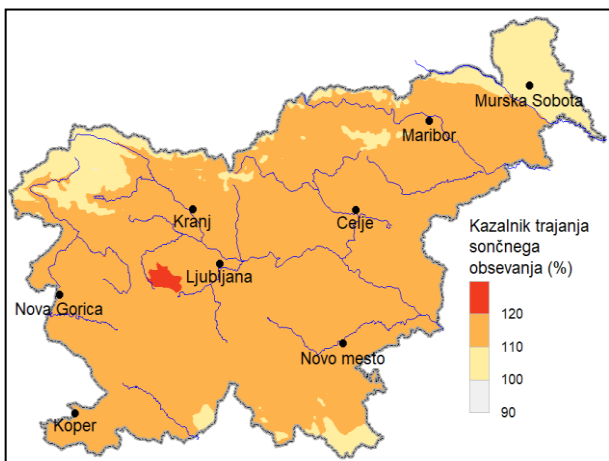 Murska Sobota
Maribor
Kranj
Celje
Kazalnik trajanja
sončnega
obsevanja (%)
Ljubljana
Nova Gorica
120
110
Novo mesto
100
90
Koper